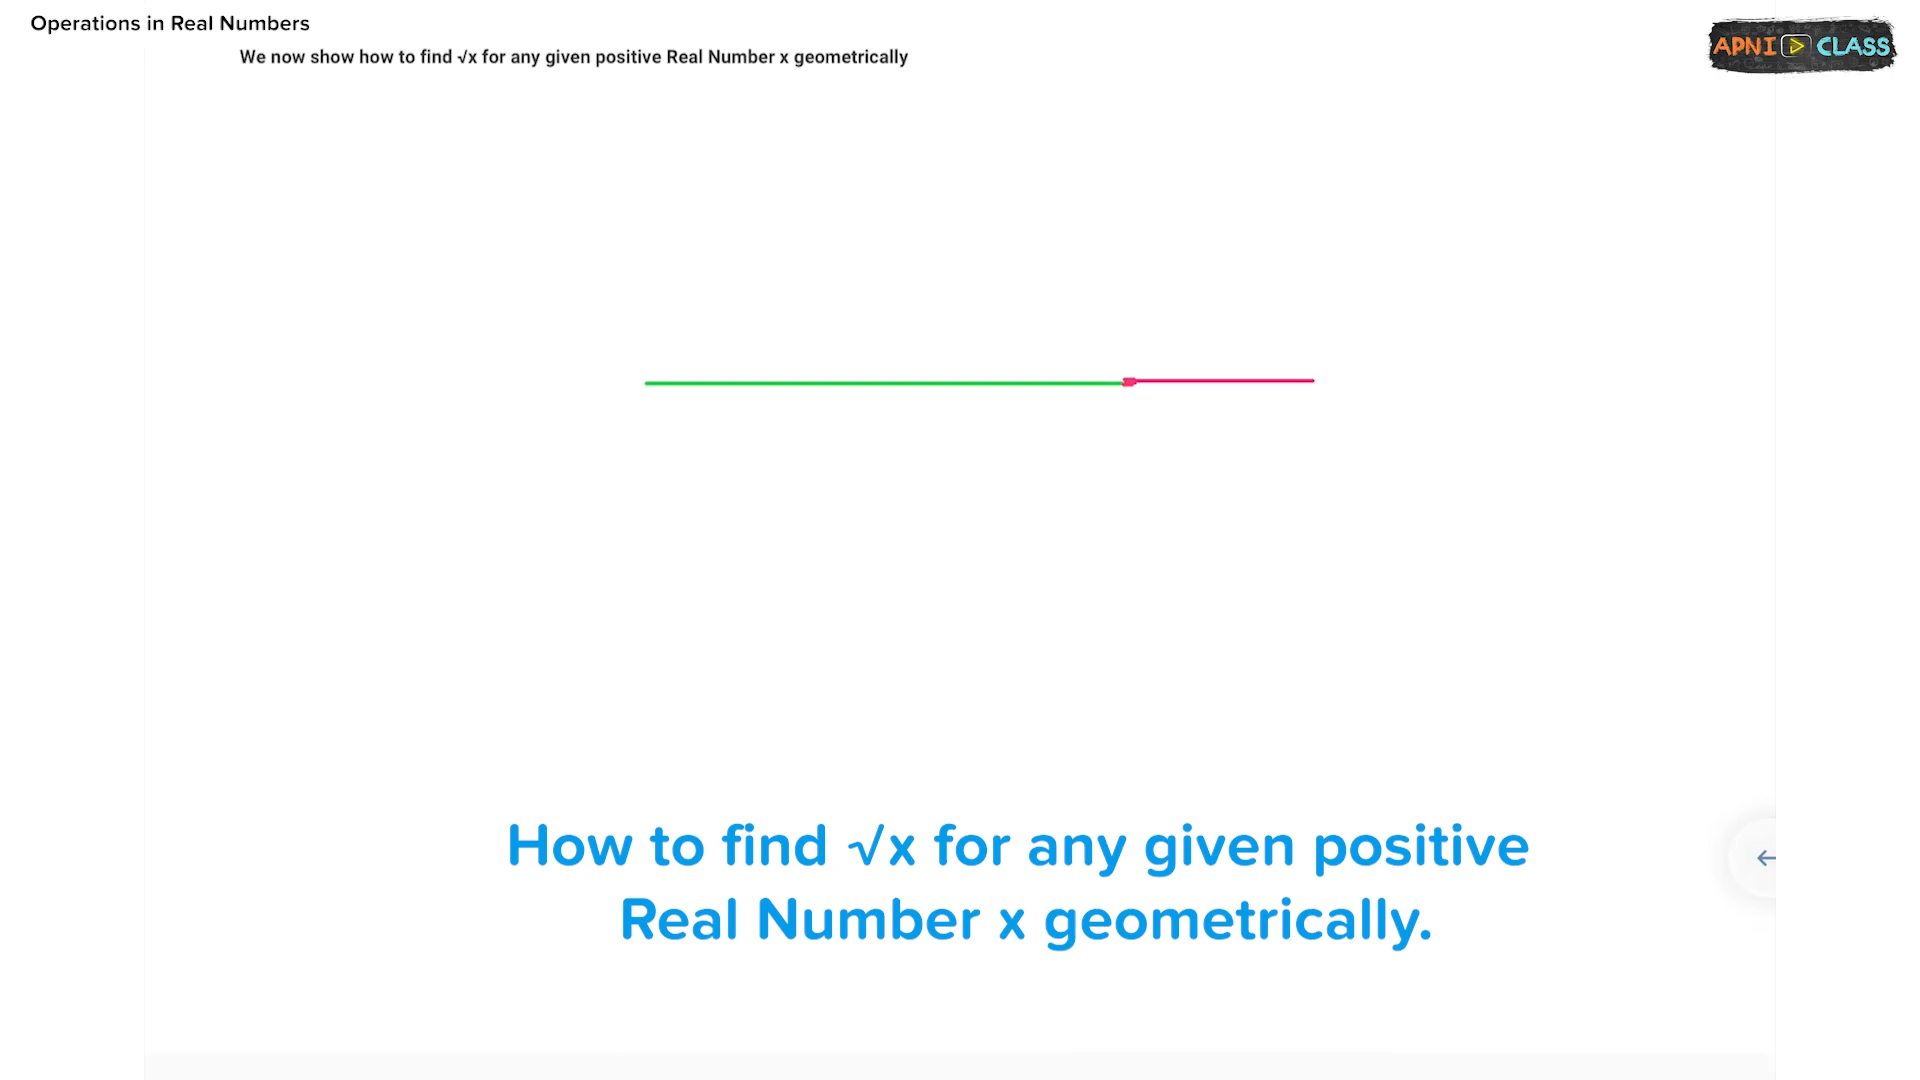 Operations in Real Numbers
We now show how to find √x for any given positive Real Number x geometrically
APNI CLASS
How to find √x for any given positive
Real Number x geometrically.